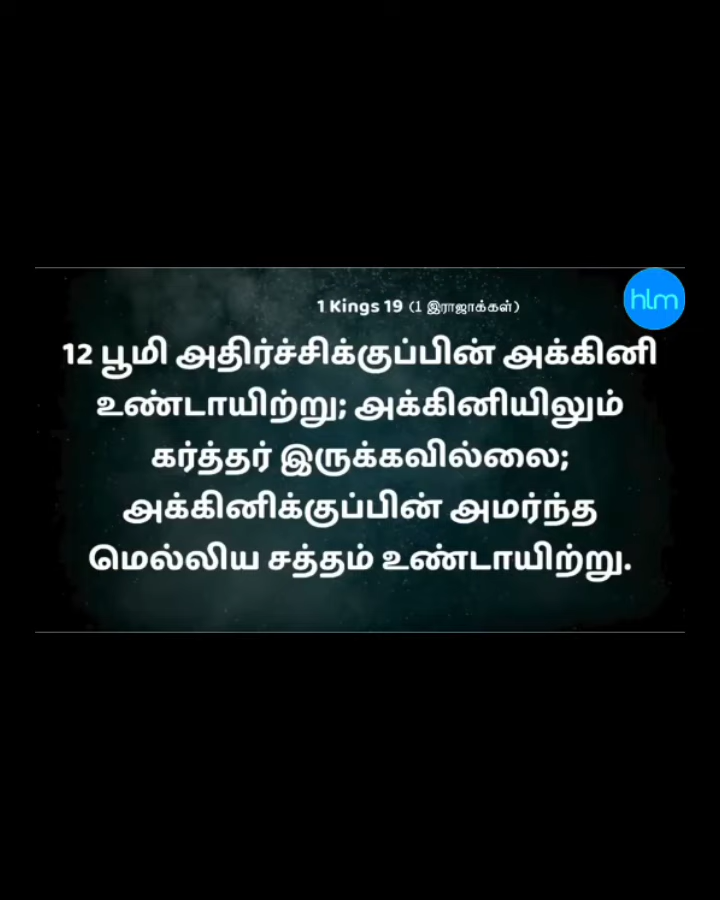 1 Kings 19 (1 இராஜாக்கள்)
hlm
12 பூமி அதிர்ச்சிக்குப்பின் அக்கினி
உண்டாயிற்று; அக்கினியிலும்
கர்த்தர் இருக்கவில்லை;
அக்கினிக்குப்பின் அமர்ந்த
மெல்லிய சத்தம் உண்டாயிற்று.